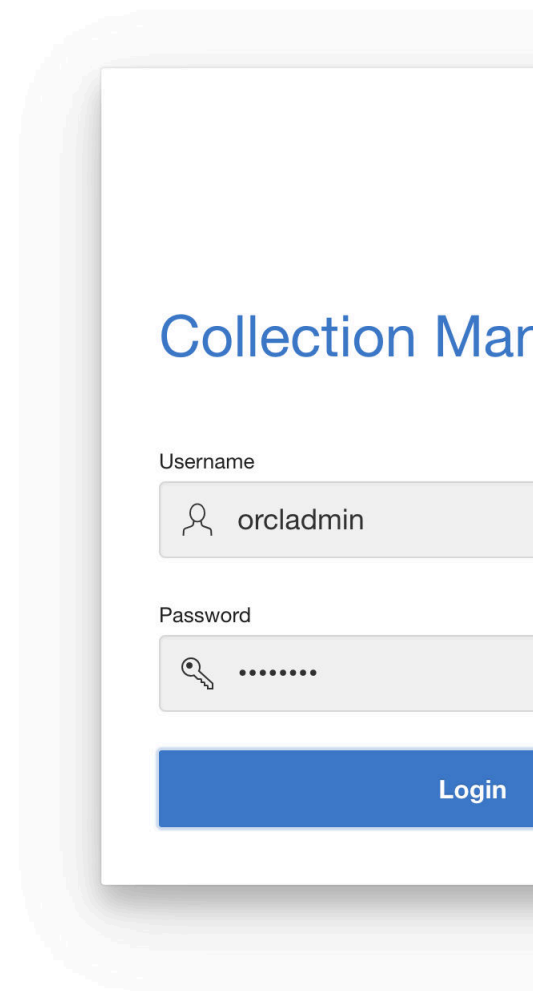 Collection Mar
Username
orcladmin
Password
••••••••
Login